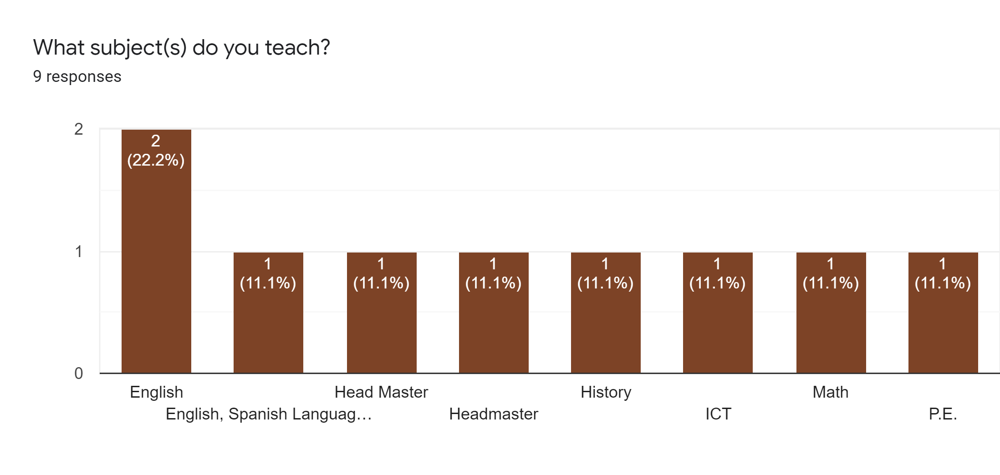 What subject(s) do you teach?
9 responses
2
1
0
2
(22.2%)
1
(11.1%)
1
(11.1%)
1
(11.1%)
1
(11.1%)
1
(11.1%)
1
(11.1%)
1
(11.1%)
English
English, Spanish Languag…
Head Master
Headmaster
History
ICT
Math
P.E.